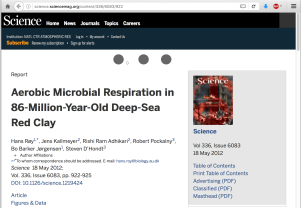 science.sciencemag.org/content/336/6083/922
Science Home News Journals Topics Careers
Log in My account Contact Us
Subscribe Renew my subscription Sign up for alerts
Report
Aerobic Microbial Respiration in
86-Million-Year-Old Deep-Sea
Red Clay
Hans Røy1,*, Jens Kallmeyer2, Rishi Ram Adhikari2, Robert Pockalny3,
Bo Barker Jørgensen1, Steven D'Hondt3
+ Author Affiliations
*To whom correspondence should be addressed. E-mail: hans.roy@biology.au.dk
Science 18 May 2012:
Vol. 336, Issue 6083, pp. 922-925
DOI: 10.1126/science.1219424
Article
Figures & Data
Science
Science
Vol 336, Issue 6083
18 May 2012
Table of Contents
Print Table of Contents
Advertising (PDF)
Classified (PDF)
Masthead (PDF)